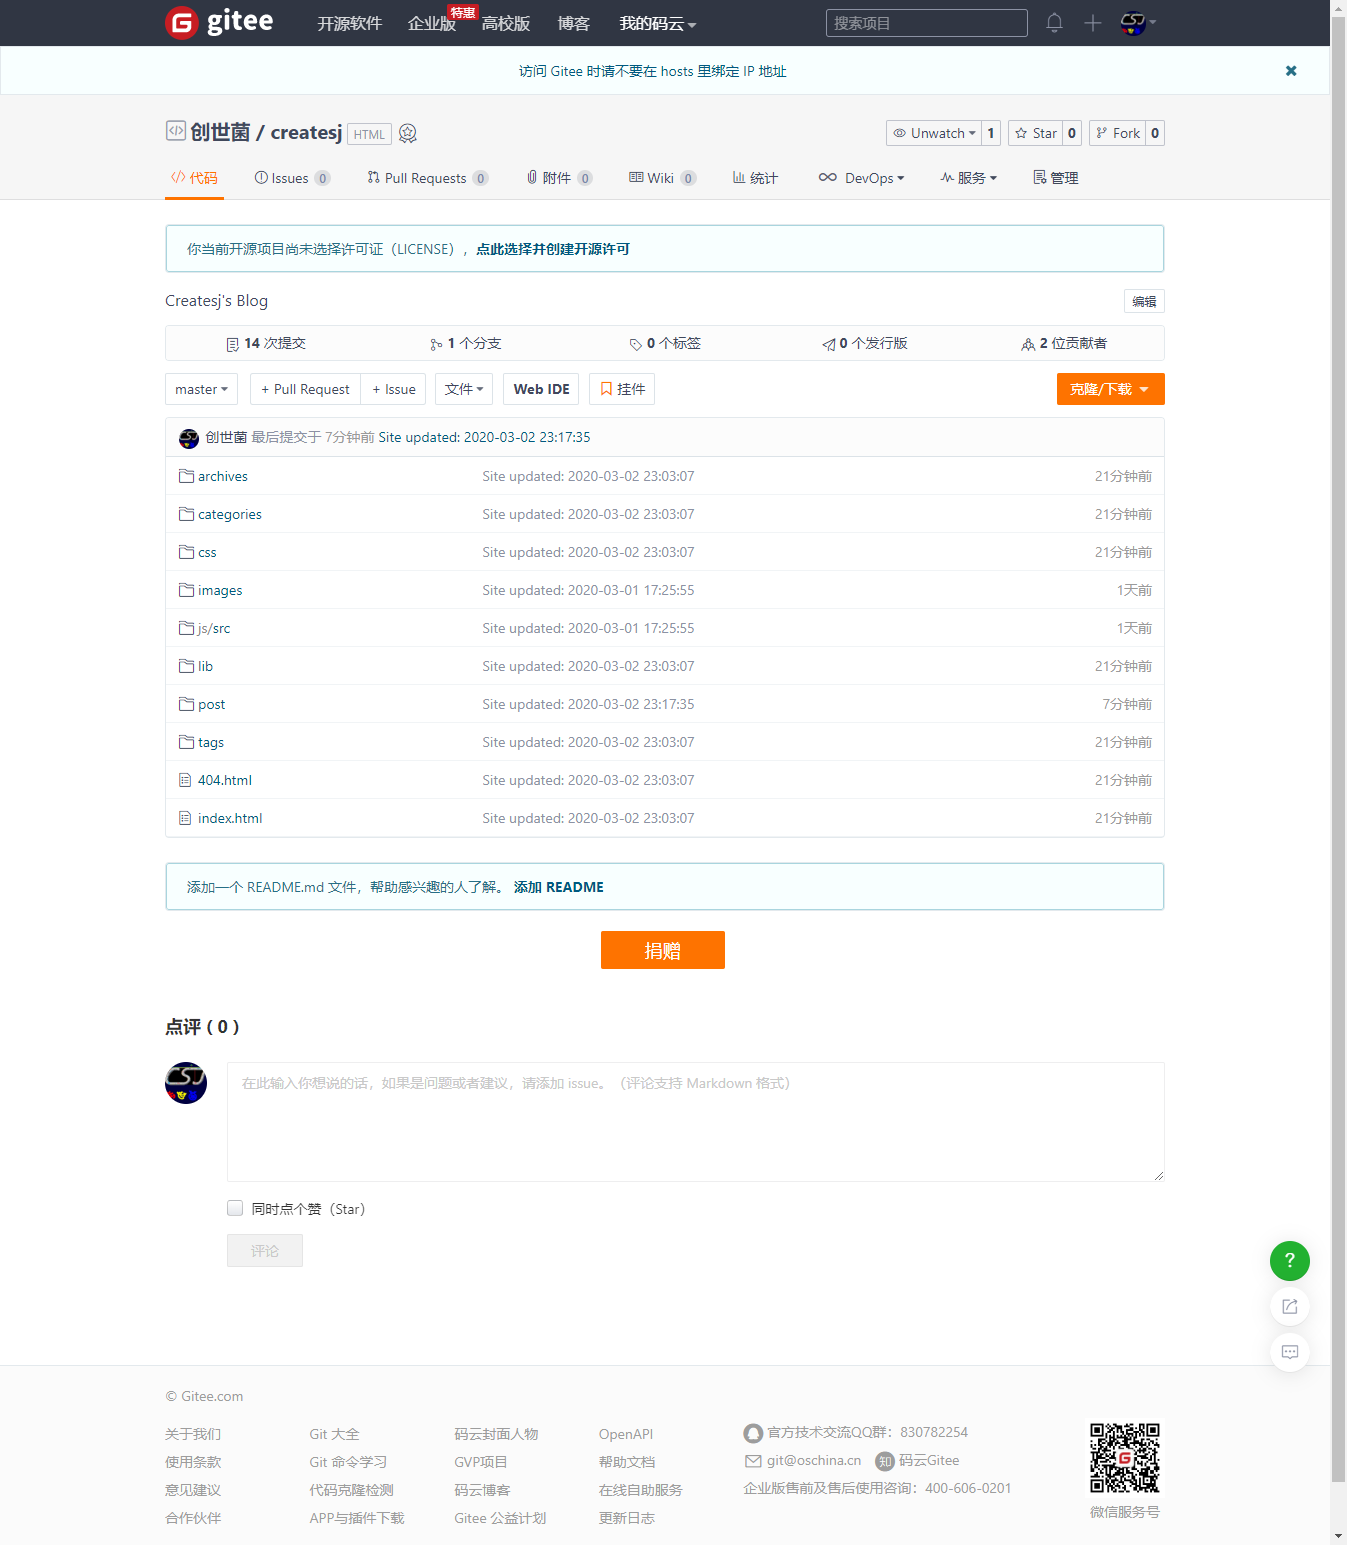 gitee 开源软件 企业版 特惠 高校版 博客 我的码云 搜索项目
访问 Gitee 时请不要在 hosts 里绑定 IP 地址
创世菌 / createsj HTML Unwatch 1 Star 0 Fork 0
代码 Issues 0 Pull Requests 0 附件 0 Wiki 0 统计 DevOps 服务 管理
你当前开源项目尚未选择许可证（LICENSE），点此选择并创建开源许可
Createsj's Blog 编辑
14 次提交 1 个分支 0 个标签 0 个发行版 2 位贡献者
master + Pull Request + Issue 文件 Web IDE 挂件 克隆/下载
创世菌 最后提交于 7分钟前 Site updated: 2020-03-02 23:17:35
archives Site updated: 2020-03-02 23:03:07 21分钟前
categories Site updated: 2020-03-02 23:03:07 21分钟前
css Site updated: 2020-03-02 23:03:07 21分钟前
images Site updated: 2020-03-01 17:25:55 1天前
js/src Site updated: 2020-03-01 17:25:55 1天前
lib Site updated: 2020-03-02 23:03:07 21分钟前
post Site updated: 2020-03-02 23:17:35 7分钟前
tags Site updated: 2020-03-02 23:03:07 21分钟前
404.html Site updated: 2020-03-02 23:03:07 21分钟前
index.html Site updated: 2020-03-02 23:03:07 21分钟前
添加一个 README.md 文件，帮助感兴趣的人了解。 添加 README
捐赠
点评 ( 0 )
在此输入你想说的话，如果是问题或者建议，请添加 issue。（评论支持 Markdown 格式）
同时点个赞（Star）
评论
?
© Gitee.com
关于我们 Git 大全 码云封面人物 OpenAPI 官方技术交流QQ群：830782254
使用条款 Git 命令学习 GVP项目 帮助文档 git@oschina.cn 知 码云Gitee
意见建议 代码克隆检测 码云博客 在线自助服务 企业版售前及售后使用咨询：400-606-0201
合作伙伴 APP与插件下载 Gitee 公益计划 更新日志 微信服务号